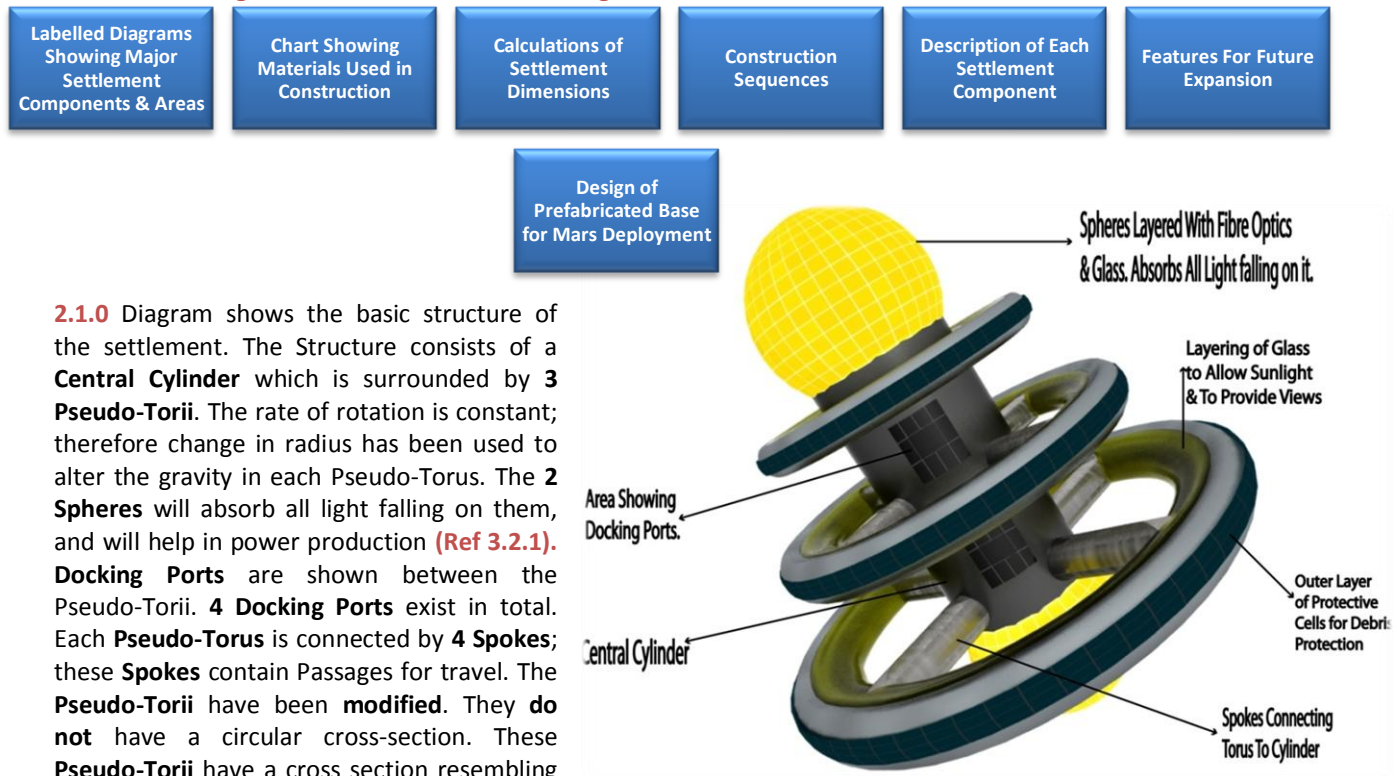 Labelled Diagrams
Showing Major
Settlement
Components & Areas
Chart Showing
Materials Used in
Construction
Calculations of
Settlement
Dimensions
Construction
Sequences
Description of Each
Settlement
Component
Features For Future
Expansion
Design of
Prefabricated Base
for Mars Deployment
2.1.0 Diagram shows the basic structure of
the settlement. The Structure consists of a
Central Cylinder which is surrounded by 3
Pseudo-Torii. The rate of rotation is constant;
therefore change in radius has been used to
alter the gravity in each Pseudo-Torus. The 2
Spheres will absorb all light falling on them,
and will help in power production (Ref 3.2.1).
Docking Ports are shown between the
Pseudo-Torii. 4 Docking Ports exist in total.
Each Pseudo-Torus is connected by 4 Spokes;
these Spokes contain Passages for travel. The
Pseudo-Torii have been modified. They do
not have a circular cross-section. These
Pseudo-Torii have a cross section resembling
Spheres Layered With Fibre Optics
& Glass. Absorbs All Light falling on it.
Layering of Glass
to Allow Sunlight
& To Provide Views
Area Showing
Docking Ports.
Central Cylinder
Outer Layer
of Protective
Cells for Debris
Protection
Spokes Connecting
Torus To Cylinder